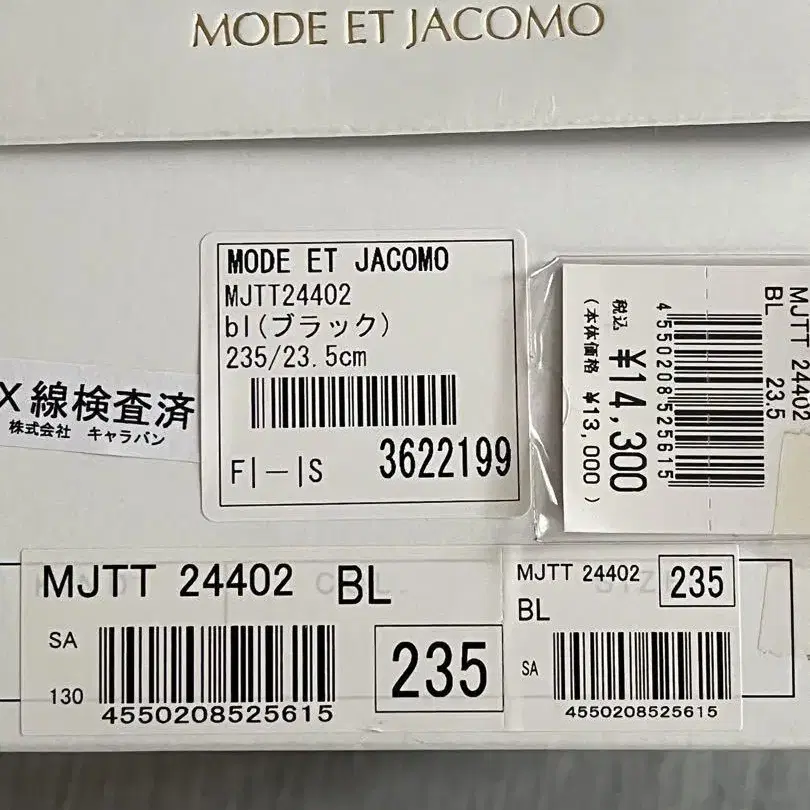 MODE ET JACOMO
MODE ET JACOMO
MJTT24402
bl(ブラック)
235/23.5cm
F|-|S 3622199
X線検査済
株式会社 キャラバン
MJTT 24402
BL 23.5
4550208525615
税込 ¥14,300
(本体価格 ¥13,000)
MJTT 24402 BL
SA
130
4550208525615
235
MJTT 24402
BL
235
SA
4550208525615